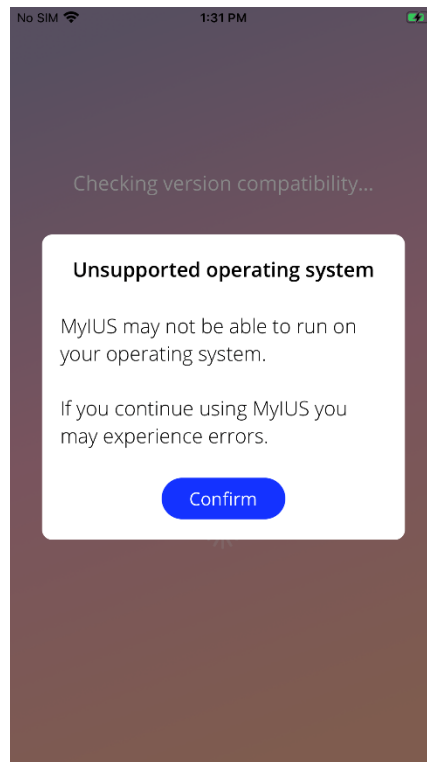 No SIM 1:31 PM
Checking version compatibility...
Unsupported operating system
MyIUS may not be able to run on
your operating system.
If you continue using MyIUS you
may experience errors.
Confirm